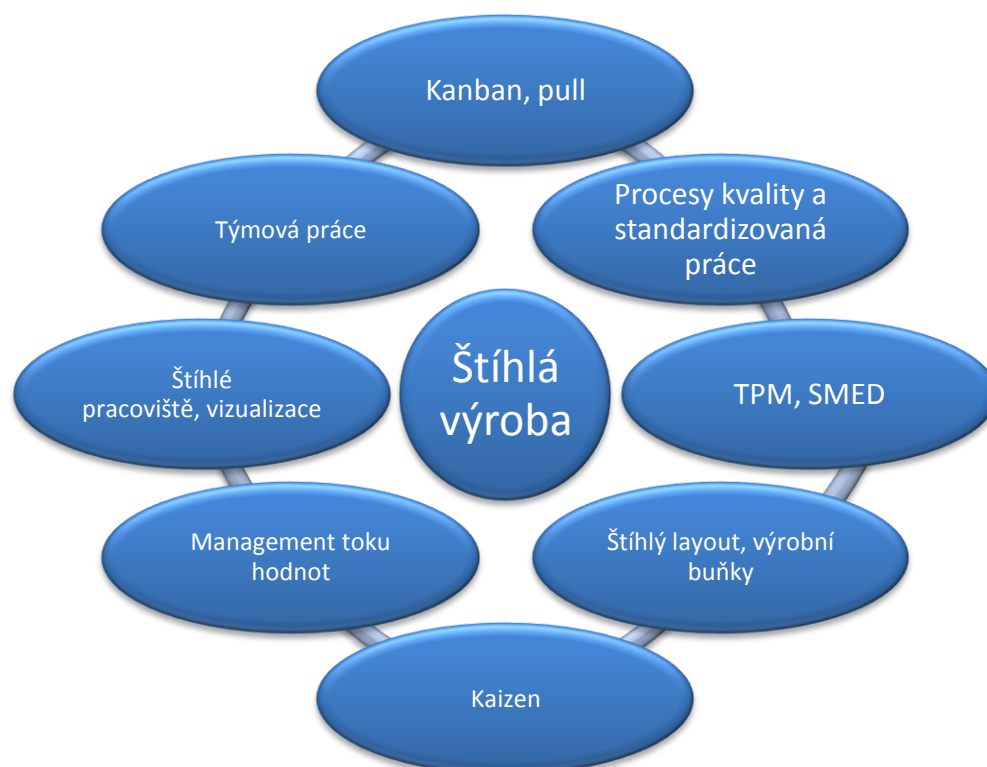 Kanban, pull
Procesy kvality a
standardizovaná
práce
Týmová práce
Štíhlá
výroba
Štíhlé
pracoviště, vizualizace
TPM, SMED
Management toku
hodnot
Štíhlý layout, výrobní
buňky
Kaizen